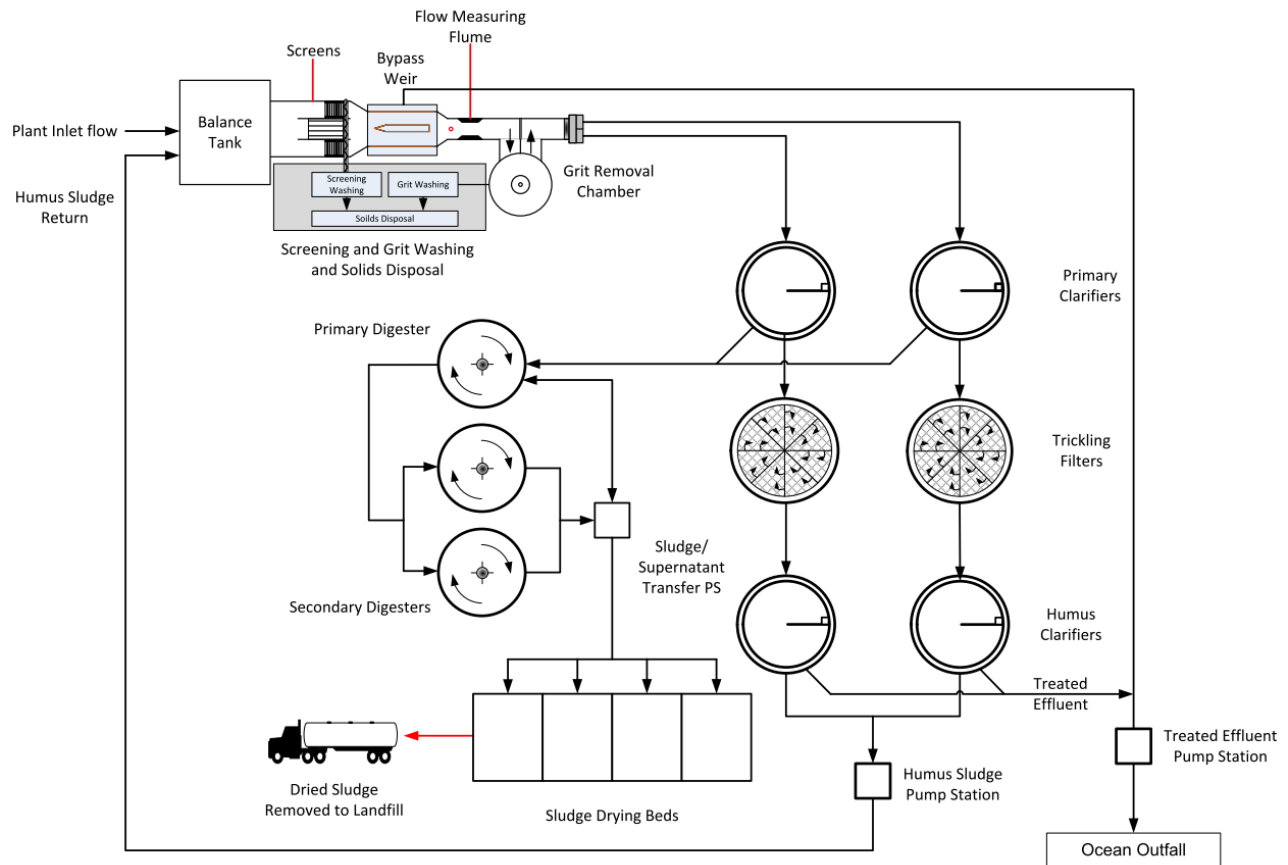 Flow Measuring
Flume
Screens
Bypass
Weir
Plant Inlet flow
Balance
Tank
Humus Sludge
Return
Screening
Washing
Grit Washing
Soilds Disposal
Grit Removal
Chamber
Screening and Grit Washing
and Solids Disposal
Primary
Clarifiers
Primary Digester
Trickling
Filters
Sludge/
Supernatant
Transfer PS
Secondary Digesters
Humus
Clarifiers
Treated
Effluent
Treated Effluent
Pump Station
Humus Sludge
Pump Station
Dried Sludge
Removed to Landfill
Sludge Drying Beds
Ocean Outfall